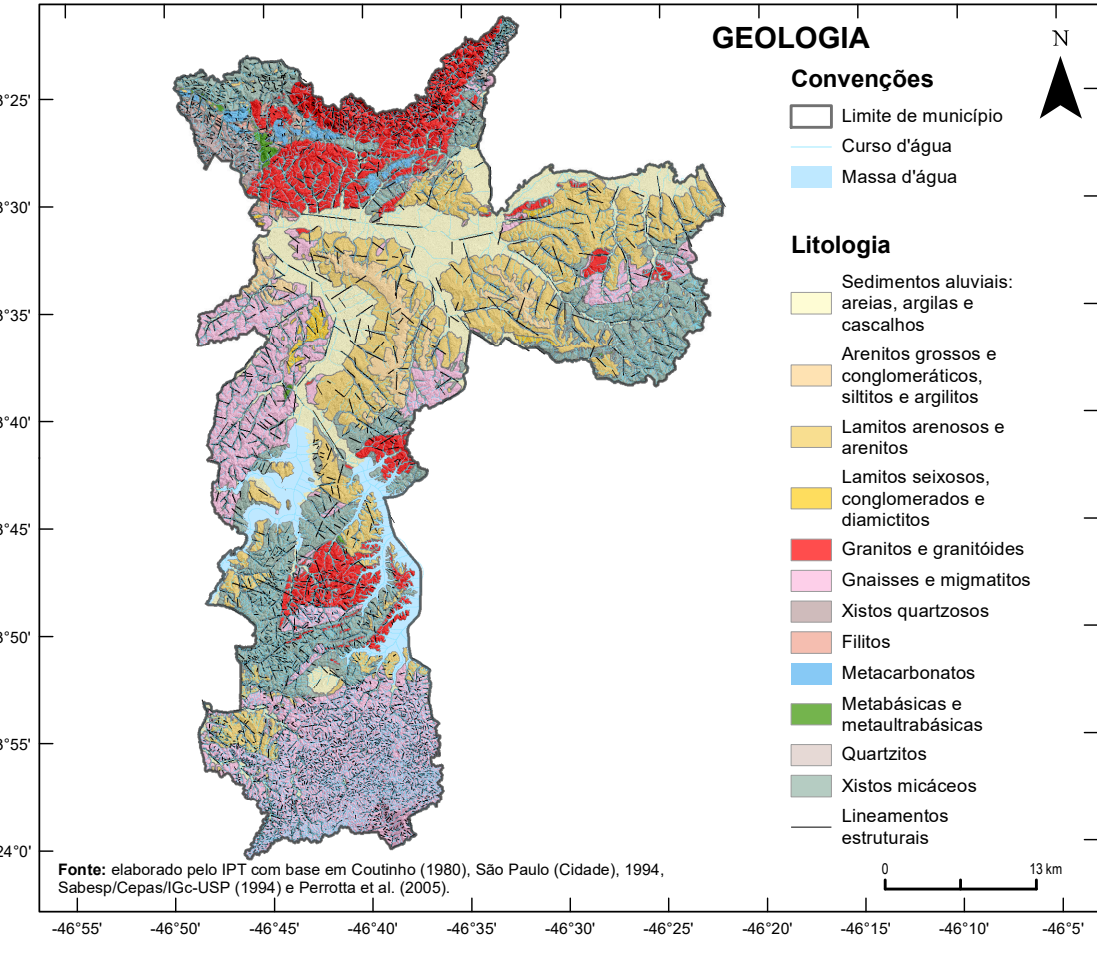 GEOLOGIA
N
Convenções
Limite de município
Curso d'água
Massa d'água
Litologia
Sedimentos aluviais:
areias, argilas e
cascalhos
Arenitos grossos e
conglomeráticos,
siltitos e argilitos
Lamitos arenosos e
arenitos
Lamitos seixosos,
conglomerados e
diamictitos
Granitos e granitóides
Gnaisses e migmatitos
Xistos quartzosos
Filitos
Metacarbonatos
Metabásicas e
metaultrabásicas
Quartzitos
Xistos micáceos
Lineamentos
estruturais
0 13 km
3°25'
3°30'
3°35'
3°40'
3°45'
3°50'
3°55'
24°0'
Fonte: elaborado pelo IPT com base em Coutinho (1980), São Paulo (Cidade), 1994,
Sabesp/Cepas/IGc-USP (1994) e Perrotta et al. (2005).
-46°55' -46°50' -46°45' -46°40' -46°35' -46°30' -46°25' -46°20' -46°15' -46°10' -46°5'